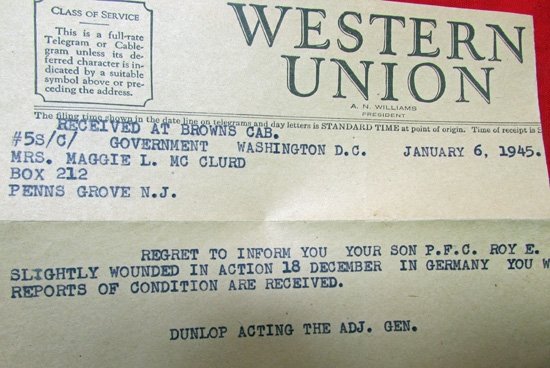 CLASS OF SERVICE
This is a full-rate
Telegram or Cable-
gram unless its de-
ferred character is in-
dicated by a suitable
symbol above or pre-
ceding the address.
WESTERN
UNION
A. N. WILLIAMS
PRESIDENT
The filing time shown in the date line on telegrams and day letters is STANDARD TIME at point of origin. Time of receipt is
RECEIVED AT BROWNS CAB.
#5S/C/ GOVERNMENT WASHINGTON D.C. JANUARY 6, 1945.
MRS. MAGGIE L. MC CLURD
BOX 212
PENNS GROVE N.J.
REGRET TO INFORM YOU YOUR SON P.F.C. ROY E.
SLIGHTLY WOUNDED IN ACTION 18 DECEMBER IN GERMANY YOU W
REPORTS OF CONDITION ARE RECEIVED.
DUNLOP ACTING THE ADJ. GEN.